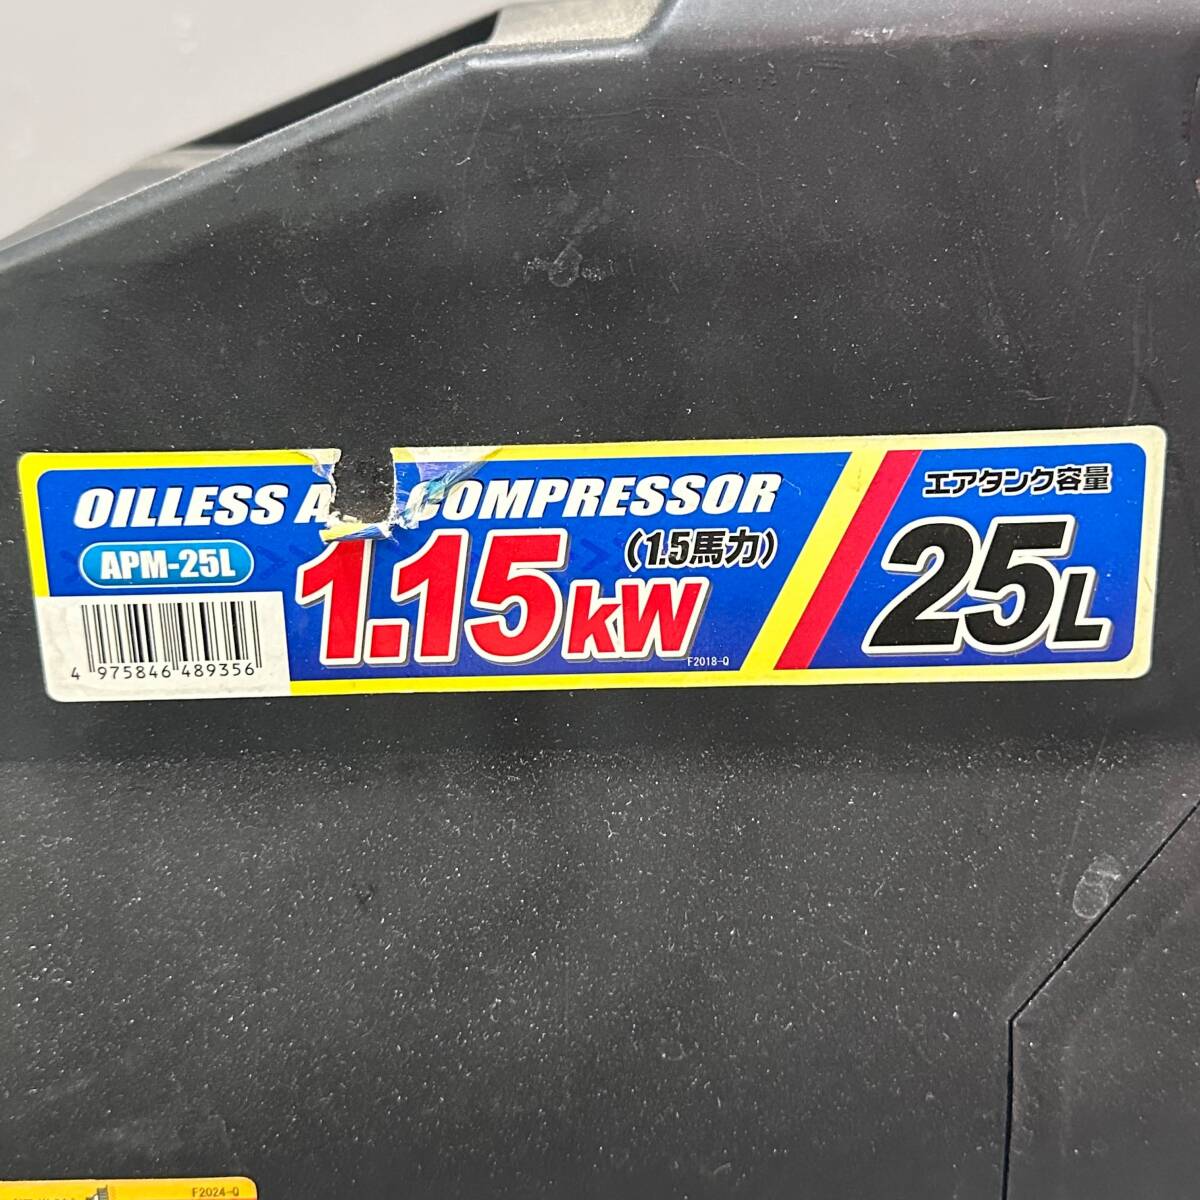 OILLESS A COMPRESSOR
APM-25L
1.15kW
(1.5馬力)
エアタンク容量
25L
4 975846 489356
F2018-Q
F2024-Q